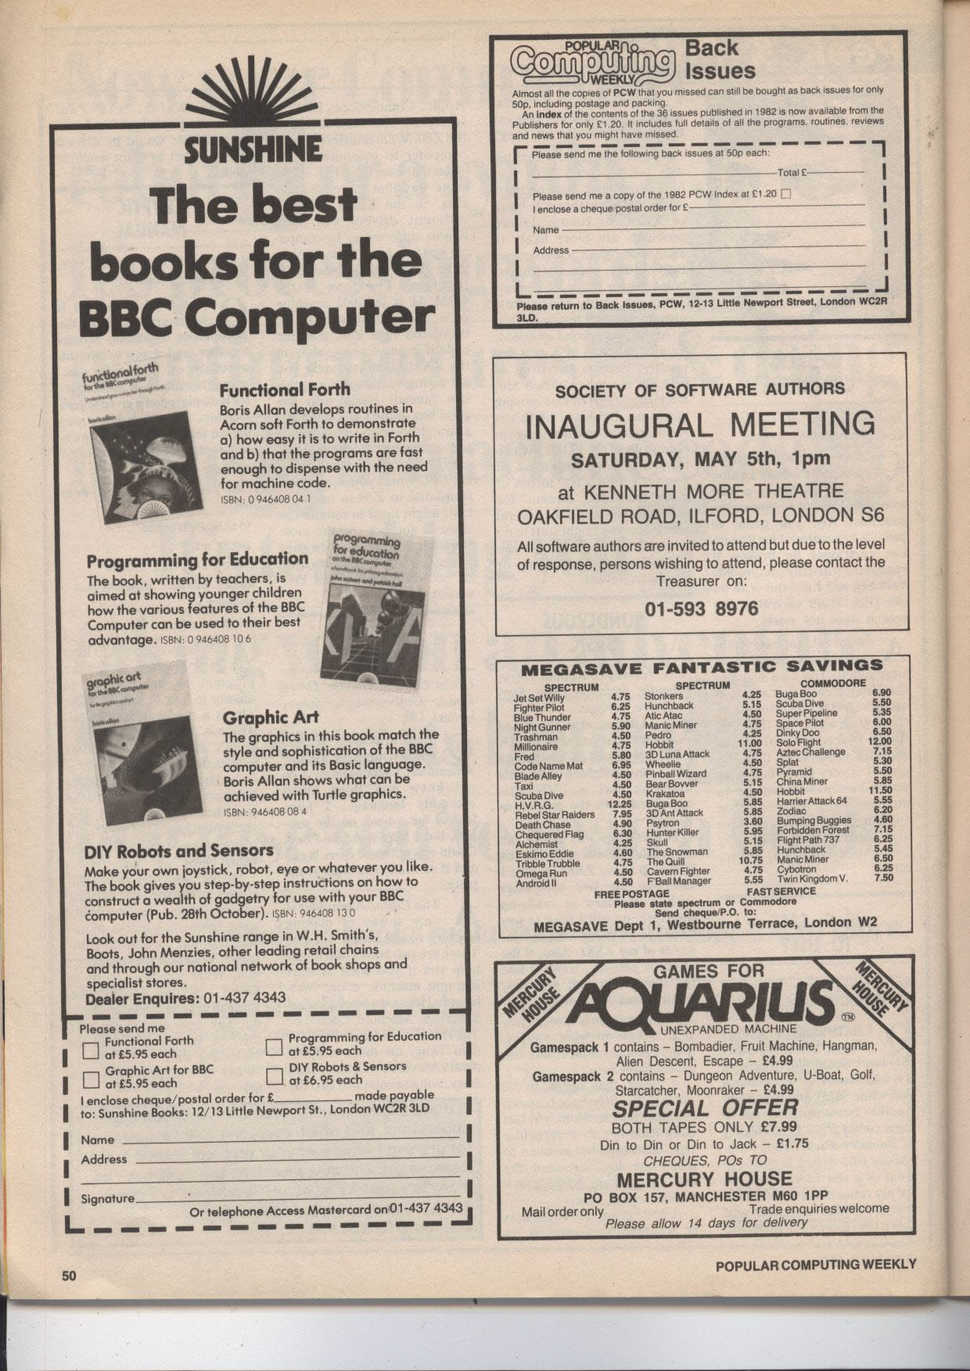 SUNSHINE
The best
books for the
BBC Computer
functional forth
for the BBC computer
Understand your computer through Forth
boris allan
Functional Forth
Boris Allan develops routines in
Acorn soft Forth to demonstrate
a) how easy it is to write in Forth
and b) that the programs are fast
enough to dispense with the need
for machine code.
ISBN: 0 946408 04 1
Programming for Education
The book, written by teachers, is
aimed at showing younger children
how the various features of the BBC
Computer can be used to their best
advantage. ISBN: 0 946408 10 6
programming
for education
on the BBC computer
john scriven and patrick hall
graphic art
for the BBC computer
boris allan
Graphic Art
The graphics in this book match the
style and sophistication of the BBC
computer and its Basic language.
Boris Allan shows what can be
achieved with Turtle graphics.
ISBN: 946408 08 4
DIY Robots and Sensors
Make your own joystick, robot, eye or whatever you like.
The book gives you step-by-step instructions on how to
construct a wealth of gadgetry for use with your BBC
computer (Pub. 28th October). ISBN: 946408 13 0
Look out for the Sunshine range in W.H. Smith's,
Boots, John Menzies, other leading retail chains
and through our national network of book shops and
specialist stores.
Dealer Enquires: 01-437 4343
Please send me
Functional Forth
at £5.95 each
Programming for Education
at £5.95 each
Graphic Art for BBC
at £5.95 each
DIY Robots & Sensors
at £6.95 each
I enclose cheque/postal order for £ made payable
to: Sunshine Books: 12/13 Little Newport St., London WC2R 3LD
Name
Address
Signature
Or telephone Access Mastercard on 01-437 4343
POPULAR
Computing
WEEKLY
Back
Issues
Almost all the copies of PCW that you missed can still be bought as back issues for only
50p, including postage and packing.
An index of the contents of the 36 issues published in 1982 is now available from the
Publishers for only £1.20. It includes full details of all the programs, routines, reviews
and news that you might have missed.
Please send me the following back issues at 50p each:
Total £
Please send me a copy of the 1982 PCW Index at £1.20
I enclose a cheque postal order for £
Name
Address
Please return to Back Issues, PCW, 12-13 Little Newport Street, London WC2R
3LD.
SOCIETY OF SOFTWARE AUTHORS
INAUGURAL MEETING
SATURDAY, MAY 5th, 1pm
at KENNETH MORE THEATRE
OAKFIELD ROAD, ILFORD, LONDON S6
All software authors are invited to attend but due to the level
of response, persons wishing to attend, please contact the
Treasurer on:
01-593 8976
MEGASAVE FANTASTIC SAVINGS
SPECTRUM
Jet Set Willy 4.75
Fighter Pilot 6.25
Blue Thunder 4.75
Night Gunner 5.90
Trashman 4.50
Millionaire 4.75
Fred 5.80
Code Name Mat 6.95
Blade Alley 4.50
Taxi 4.50
Scuba Dive 4.50
H.V.R.G. 12.25
Rebel Star Raiders 7.95
Death Chase 4.90
Chequered Flag 6.30
Alchemist 4.25
Eskimo Eddie 4.60
Tribble Trubble 4.75
Omega Run 4.50
Android II 4.50
SPECTRUM
Stonkers 4.25
Hunchback 5.15
Atic Atac 4.50
Manic Miner 4.75
Pedro 4.25
Hobbit 11.00
3D Luna Attack 4.75
Wheelie 4.50
Pinball Wizard 4.75
Bear Bovver 5.15
Krakatoa 4.50
Buga Boo 5.85
3D Ant Attack 5.85
Psytron 3.60
Hunter Killer 5.95
Skull 5.15
The Snowman 5.85
The Quill 10.75
Cavern Fighter 4.75
F'Ball Manager 5.55
COMMODORE
Buga Boo 6.90
Scuba Dive 5.50
Super Pipeline 5.35
Space Pilot 6.00
Dinky Doo 6.50
Solo Flight 12.00
Aztec Challenge 7.15
Splat 5.30
Pyramid 5.50
China Miner 5.85
Hobbit 11.50
Harrier Attack 64 5.55
Zodiac 6.20
Bumping Buggies 4.60
Forbidden Forest 7.15
Flight Path 737 6.25
Hunchback 5.45
Manic Miner 6.50
Cybotron 6.25
Twin Kingdom V. 7.50
FREE POSTAGE FAST SERVICE
Please state spectrum or Commodore
Send cheque/P.O. to:
MEGASAVE Dept 1, Westbourne Terrace, London W2
MERCURY
HOUSE
GAMES FOR
AQUARIUS TM
UNEXPANDED MACHINE
MERCURY
HOUSE
Gamespack 1 contains – Bombadier, Fruit Machine, Hangman,
Alien Descent, Escape – £4.99
Gamespack 2 contains – Dungeon Adventure, U-Boat, Golf,
Starcatcher, Moonraker – £4.99
SPECIAL OFFER
BOTH TAPES ONLY £7.99
Din to Din or Din to Jack – £1.75
CHEQUES, POs TO
MERCURY HOUSE
PO BOX 157, MANCHESTER M60 1PP
Mail order only Trade enquiries welcome
Please allow 14 days for delivery
50
POPULAR COMPUTING WEEKLY